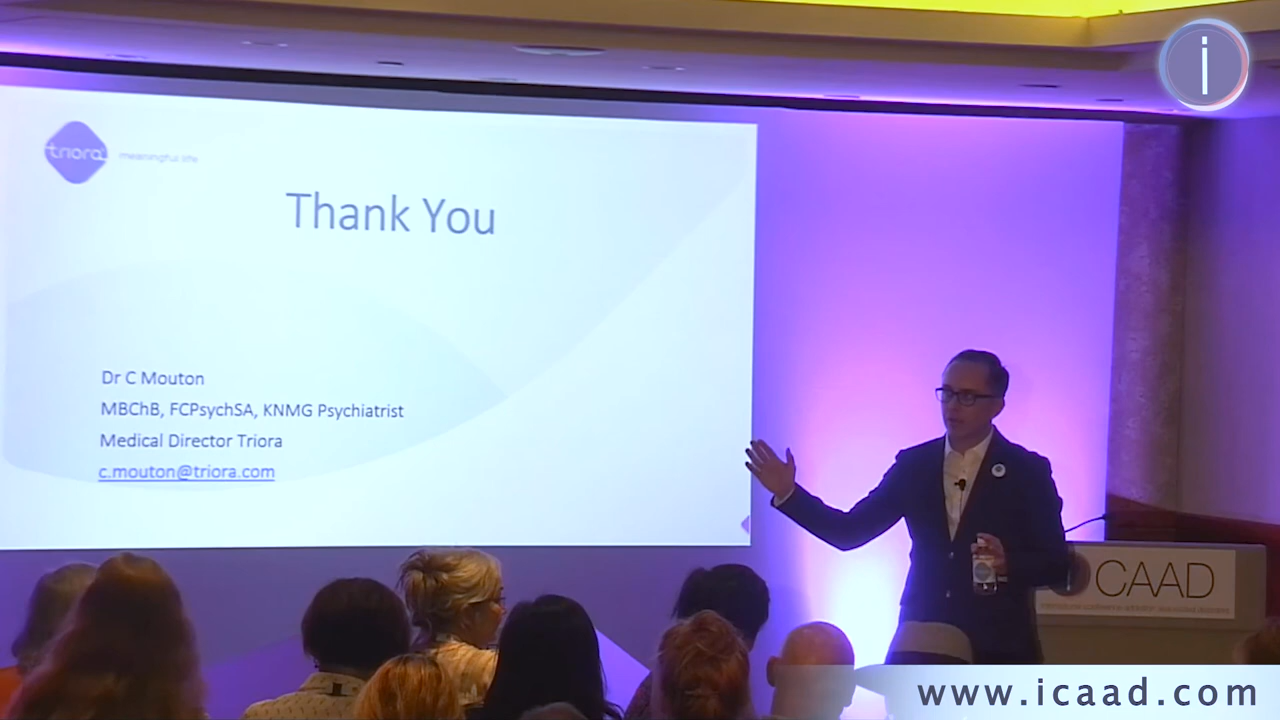 triora meaningful life
Thank You
Dr C Mouton
MBChB, FCPsychSA, KNMG Psychiatrist
Medical Director Triora
c.mouton@triora.com
i
CAAD
www.icaad.com